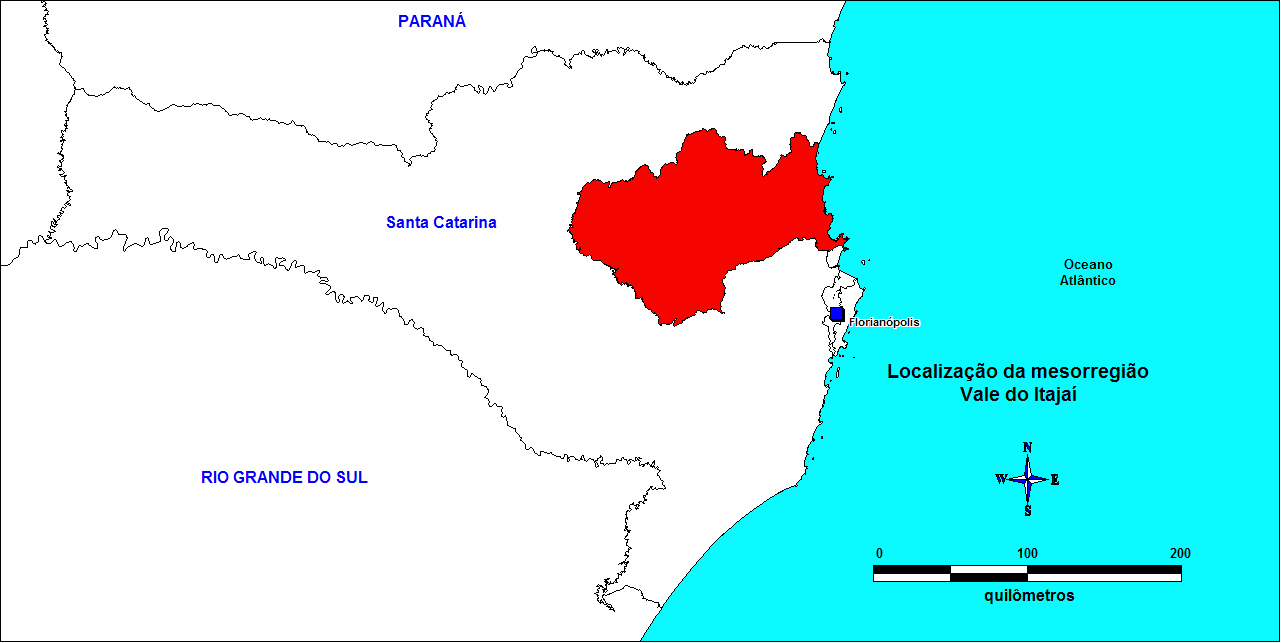 PARANÁ
Santa Catarina
Oceano
Atlântico
Florianópolis
Localização da mesorregião
Vale do Itajaí
N
W E
S
RIO GRANDE DO SUL
0 100 200
quilômetros